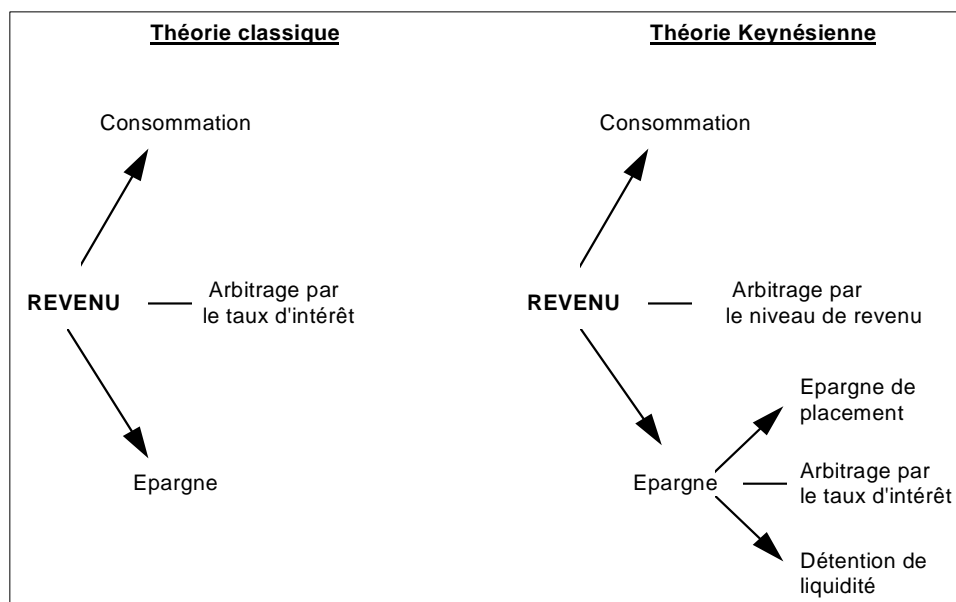 Théorie classique
Consommation
REVENU
Arbitrage par
le taux d'intérêt
Epargne
Théorie Keynésienne
Consommation
REVENU
Arbitrage par
le niveau de revenu
Epargne
Epargne de
placement
Arbitrage par
le taux d'intérêt
Détention de
liquidité